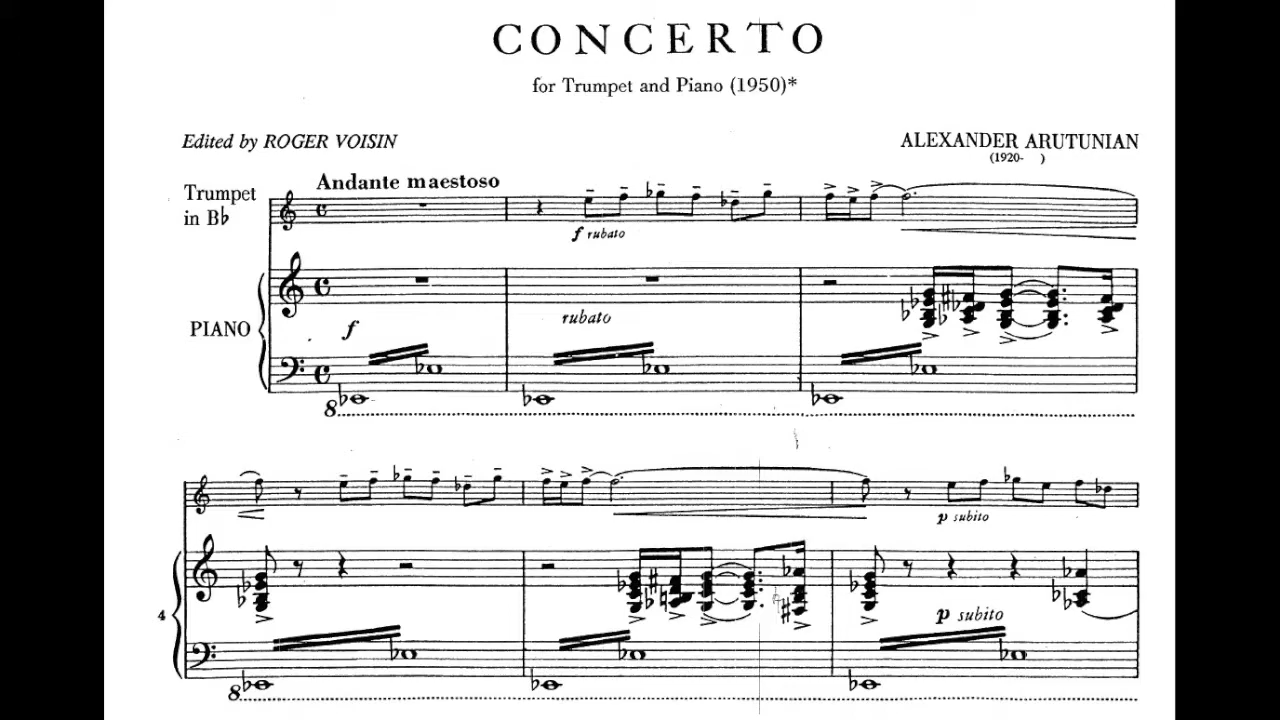 CONCERTO
for Trumpet and Piano (1950)*
Edited by ROGER VOISIN
ALEXANDER ARUTUNIAN
(1920- )
Andante maestoso
Trumpet
in B♭
f rubato
PIANO
f
rubato
8
p subito
4
p subito
8